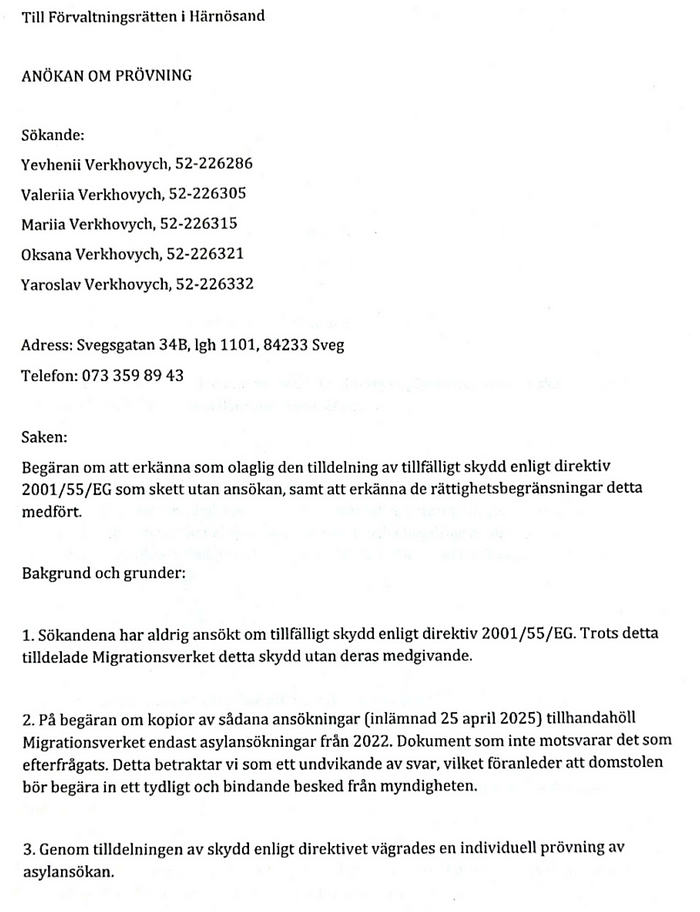 Till Förvaltningsrätten i Härnösand
ANÖKAN OM PRÖVNING
Sökande:
Yevhenii Verkhovych, 52-226286
Valeriia Verkhovych, 52-226305
Mariia Verkhovych, 52-226315
Oksana Verkhovych, 52-226321
Yaroslav Verkhovych, 52-226332
Adress: Svegsgatan 34B, lgh 1101, 84233 Sveg
Telefon: 073 359 89 43
Saken:
Begäran om att erkänna som olaglig den tilldelning av tillfälligt skydd enligt direktiv
2001/55/EG som skett utan ansökan, samt att erkänna de rättighetsbegränsningar detta
medfört.
Bakgrund och grunder:
1. Sökandena har aldrig ansökt om tillfälligt skydd enligt direktiv 2001/55/EG. Trots detta
tilldelade Migrationsverket detta skydd utan deras medgivande.
2. På begäran om kopior av sådana ansökningar (inlämnad 25 april 2025) tillhandahöll
Migrationsverket endast asylansökningar från 2022. Dokument som inte motsvarar det som
efterfrågats. Detta betraktar vi som ett undvikande av svar, vilket föranleder att domstolen
bör begära in ett tydligt och bindande besked från myndigheten.
3. Genom tilldelningen av skydd enligt direktivet vägrades en individuell prövning av
asylansökan.